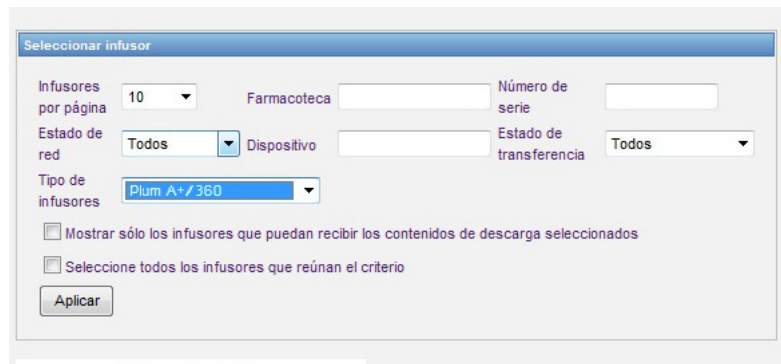 Seleccionar infusor
Infusores por página 10 Farmacoteca Número de serie
Estado de red Todos Dispositivo Estado de transferencia Todos
Tipo de infusores Plum A+/360
Mostrar sólo los infusores que puedan recibir los contenidos de descarga seleccionados
Seleccione todos los infusores que reúnan el criterio
Aplicar